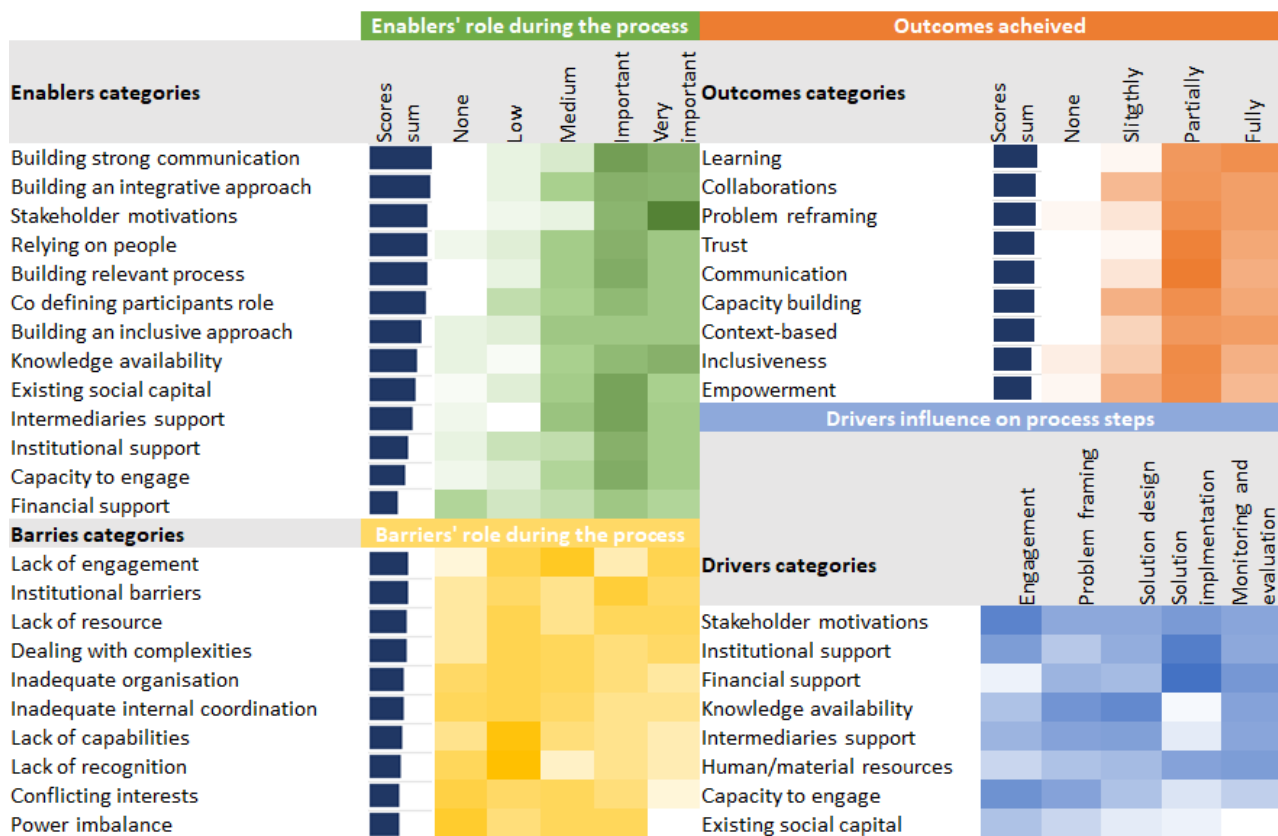 Enablers' role during the process
Enablers categories
Scores
sum
None
Low
Medium
Important
Very
important
Building strong communication
Building an integrative approach
Stakeholder motivations
Relying on people
Building relevant process
Co defining participants role
Building an inclusive approach
Knowledge availability
Existing social capital
Intermediaries support
Institutional support
Capacity to engage
Financial support
Barries categories
Barriers' role during the process
Lack of engagement
Institutional barriers
Lack of resource
Dealing with complexities
Inadequate organisation
Inadequate internal coordination
Lack of capabilities
Lack of recognition
Conflicting interests
Power imbalance
Outcomes acheived
Outcomes categories
Scores
sum
None
Slitgthly
Partially
Fully
Learning
Collaborations
Problem reframing
Trust
Communication
Capacity building
Context-based
Inclusiveness
Empowerment
Drivers influence on process steps
Drivers categories
Engagement
Problem framing
Solution design
Solution
implmentation
Monitoring and
evaluation
Stakeholder motivations
Institutional support
Financial support
Knowledge availability
Intermediaries support
Human/material resources
Capacity to engage
Existing social capital